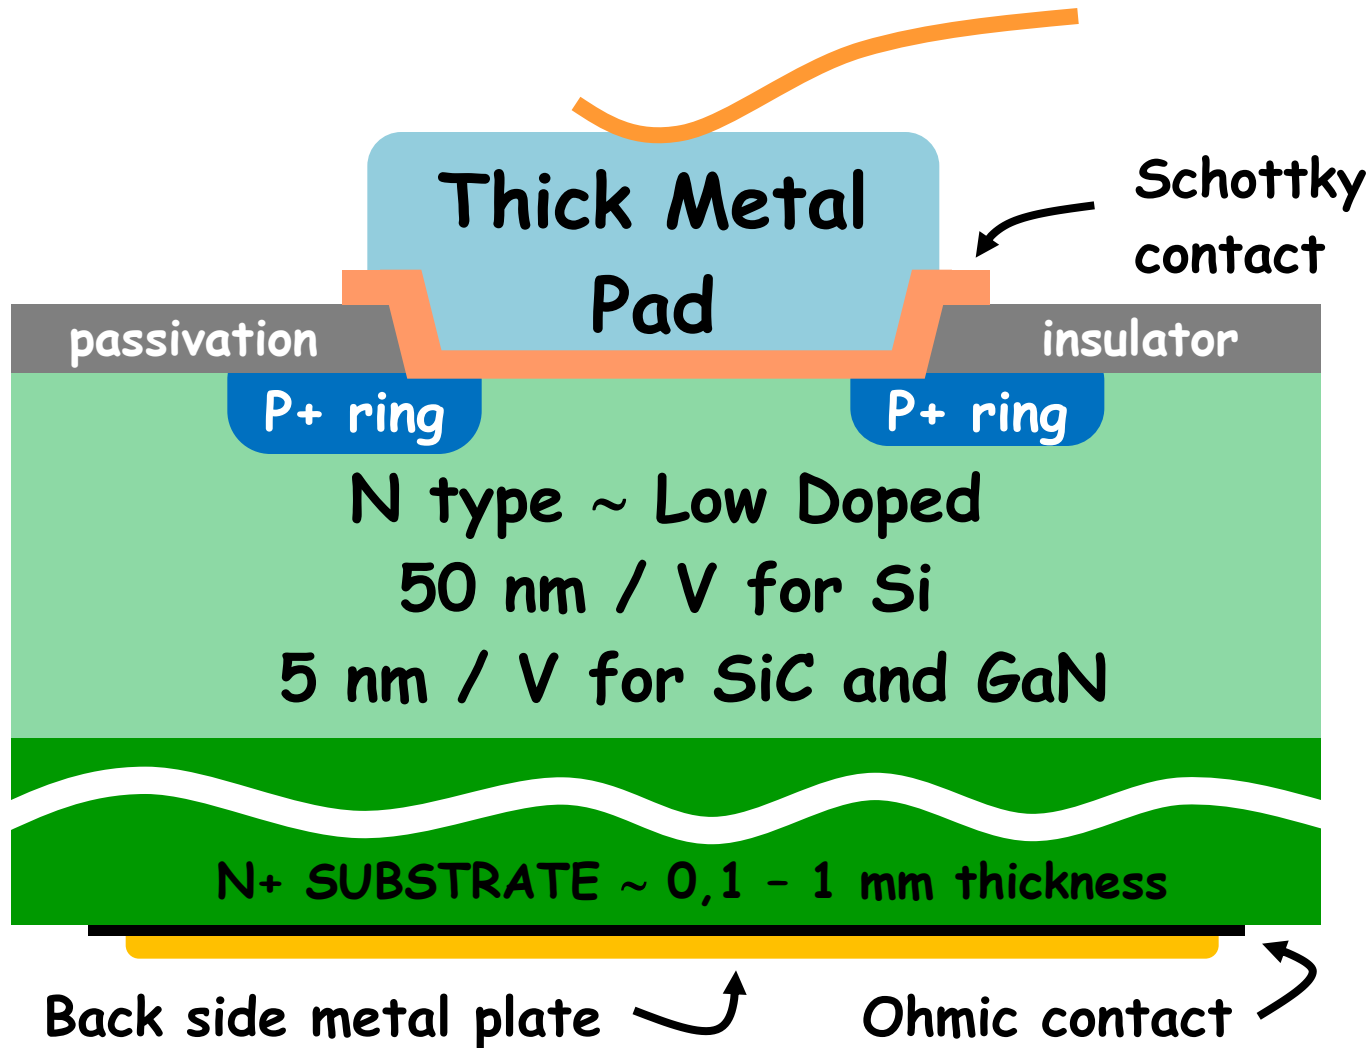 Thick Metal
Pad
Schottky
contact
passivation
insulator
P+ ring
P+ ring
N type ~ Low Doped
50 nm / V for Si
5 nm / V for SiC and GaN
N+ SUBSTRATE ~ 0,1 – 1 mm thickness
Back side metal plate
Ohmic contact